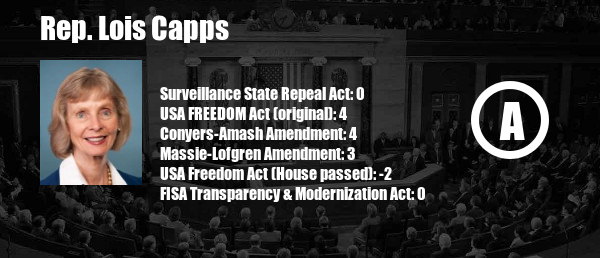 Rep. Lois Capps
Surveillance State Repeal Act: 0
USA FREEDOM Act (original): 4
Conyers-Amash Amendment: 4
Massie-Lofgren Amendment: 3
USA Freedom Act (House passed): -2
FISA Transparency & Modernization Act: 0
A